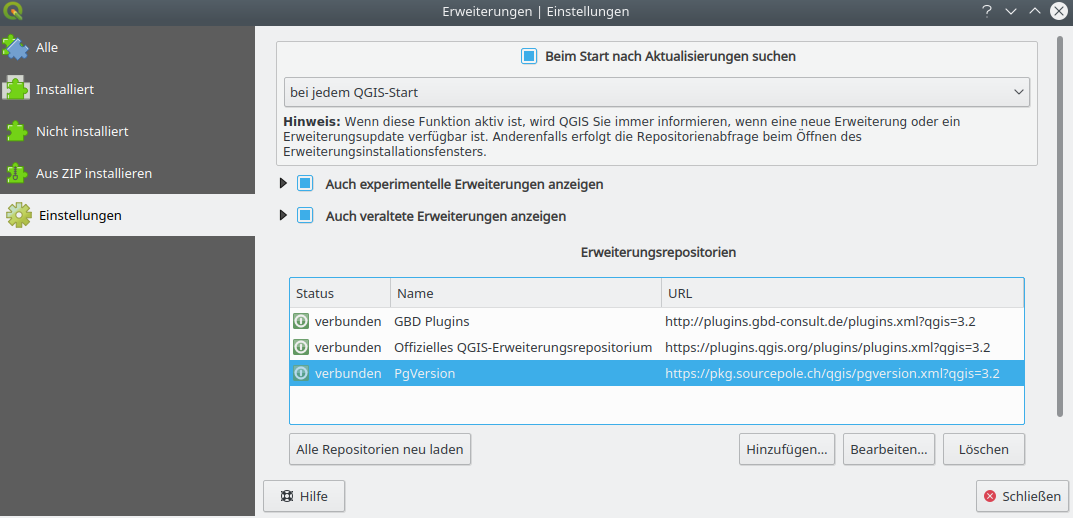 Erweiterungen | Einstellungen
Alle
Installiert
Nicht installiert
Aus ZIP installieren
Einstellungen
Beim Start nach Aktualisierungen suchen
bei jedem QGIS-Start
Hinweis: Wenn diese Funktion aktiv ist, wird QGIS Sie immer informieren, wenn eine neue Erweiterung oder ein
Erweiterungsupdate verfügbar ist. Anderenfalls erfolgt die Repositorienabfrage beim Öffnen des
Erweiterungsinstallationsfensters.
Auch experimentelle Erweiterungen anzeigen
Auch veraltete Erweiterungen anzeigen
Erweiterungsrepositorien
Status Name URL
verbunden GBD Plugins http://plugins.gbd-consult.de/plugins.xml?qgis=3.2
verbunden Offizielles QGIS-Erweiterungsrepositorium https://plugins.qgis.org/plugins/plugins.xml?qgis=3.2
verbunden PgVersion https://pkg.sourcepole.ch/qgis/pgversion.xml?qgis=3.2
Alle Repositorien neu laden Hinzufügen... Bearbeiten... Löschen
Hilfe Schließen